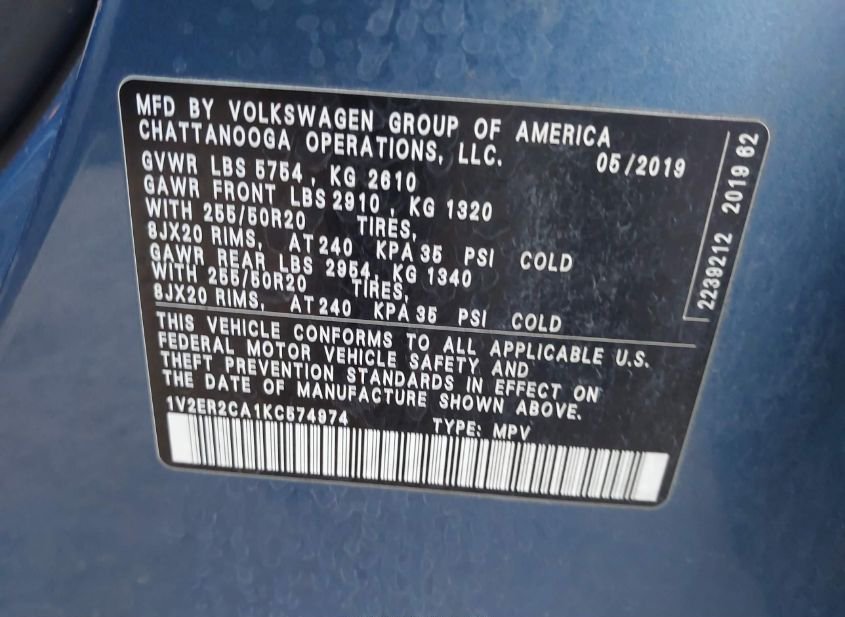 MFD BY VOLKSWAGEN GROUP OF AMERICA
CHATTANOOGA OPERATIONS, LLC.
05/2019
GVWR LBS 5754, KG 2610
GAWR FRONT LBS 2910, KG 1320
WITH 255/50R20 TIRES,
8JX20 RIMS, AT 240 KPA 35 PSI COLD
GAWR REAR LBS 2954, KG 1340
WITH 255/50R20 TIRES,
8JX20 RIMS, AT 240 KPA 35 PSI COLD
THIS VEHICLE CONFORMS TO ALL APPLICABLE U.S.
FEDERAL MOTOR VEHICLE SAFETY AND
THEFT PREVENTION STANDARDS IN EFFECT ON
THE DATE OF MANUFACTURE SHOWN ABOVE.
1V2ER2CA1KC574974 TYPE: MPV
2239212 2019 62